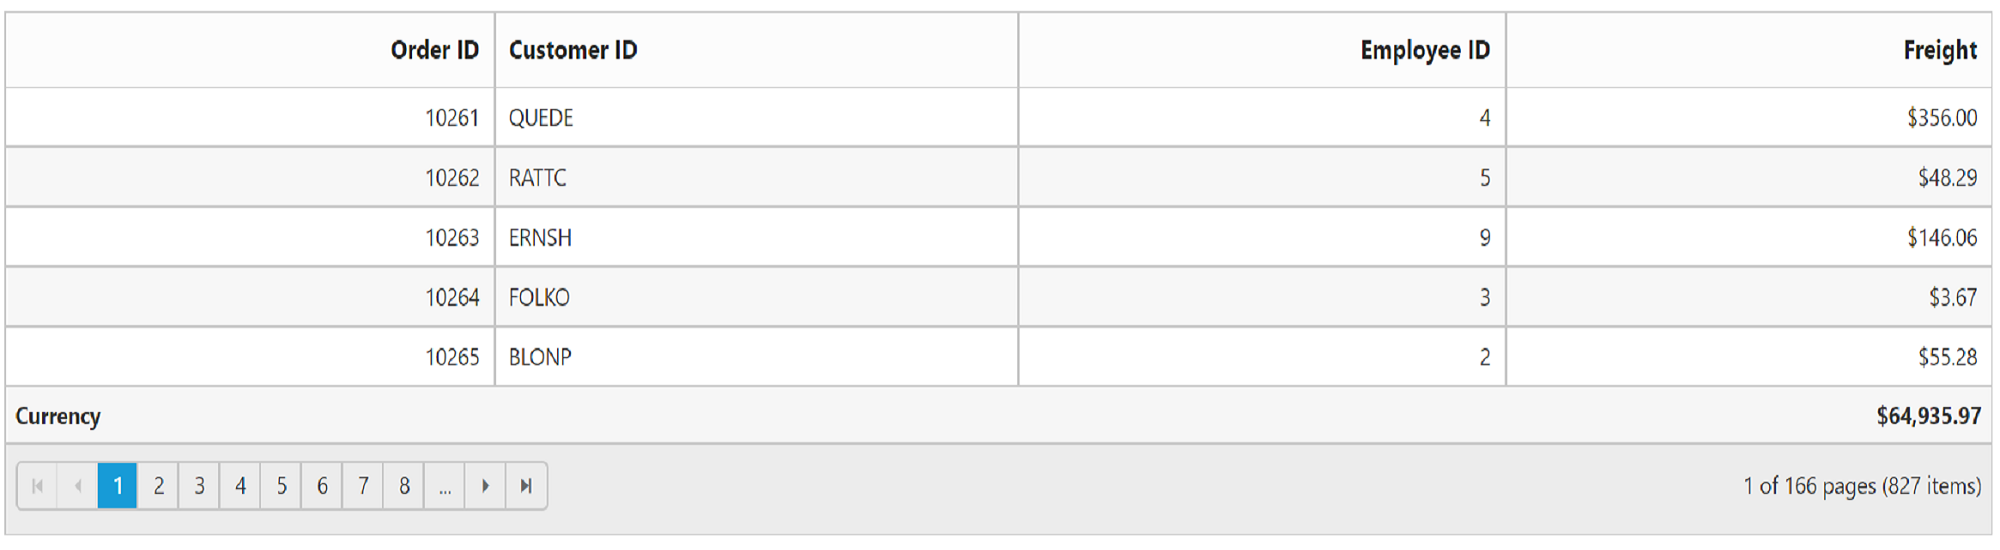 Order ID Customer ID Employee ID Freight
10261 QUEDE 4 $356.00
10262 RATTC 5 $48.29
10263 ERNSH 9 $146.06
10264 FOLKO 3 $3.67
10265 BLONP 2 $55.28
Currency $64,935.97
1 2 3 4 5 6 7 8 ... 1 of 166 pages (827 items)